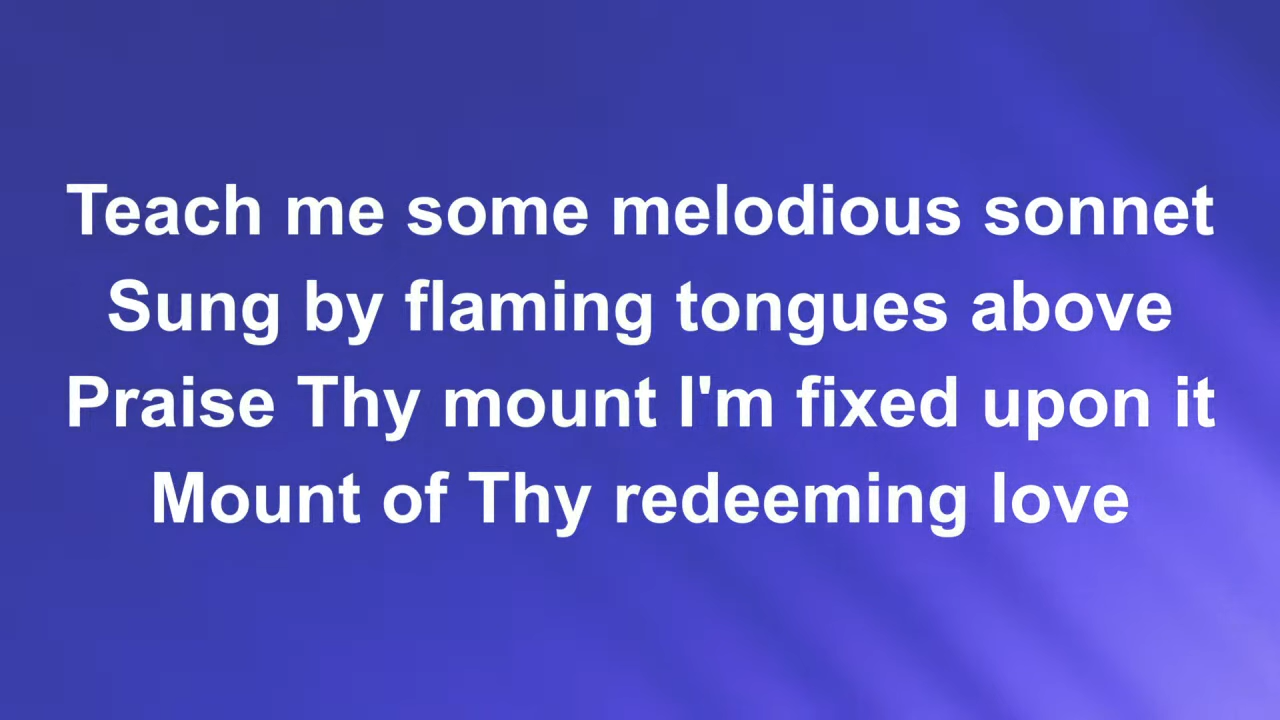 Teach me some melodious sonnet
Sung by flaming tongues above
Praise Thy mount I'm fixed upon it
Mount of Thy redeeming love